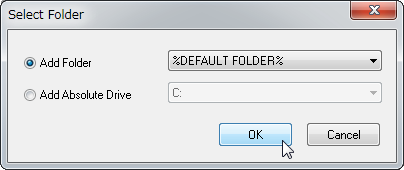 Select Folder
Add Folder %DEFAULT FOLDER%
Add Absolute Drive C:
OK Cancel